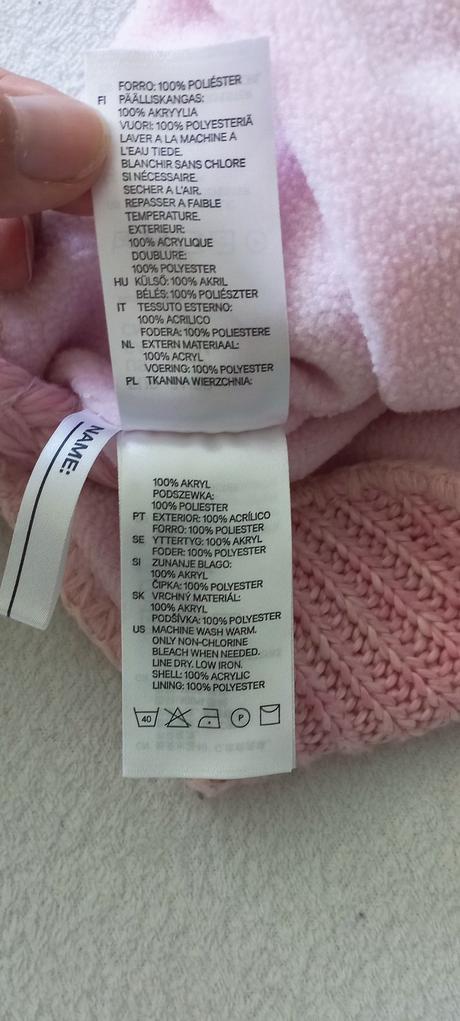 FORRO: 100% POLIÉSTER
FI PÄÄLLISKANGAS:
100% AKRYYLIA
VUORI: 100% POLYESTERIÄ
LAVER A LA MACHINE A
L'EAU TIEDE.
BLANCHIR SANS CHLORE
SI NÉCESSAIRE.
SECHER A L'AIR.
REPASSER A FAIBLE
TEMPERATURE.
EXTERIEUR:
100% ACRYLIQUE
DOUBLURE:
100% POLYESTER
HU KÜLSŐ: 100% AKRIL
BÉLÉS: 100% POLIÉSZTER
IT TESSUTO ESTERNO:
100% ACRILICO
FODERA: 100% POLIESTERE
NL EXTERN MATERIAAL:
100% ACRYL
VOERING: 100% POLYESTER
PL TKANINA WIERZCHNIA:
NAME:
100% AKRYL
PODSZEWKA:
100% POLIESTER
PT EXTERIOR: 100% ACRÍLICO
FORRO: 100% POLIESTER
SE YTTERTYG: 100% AKRYL
FODER: 100% POLYESTER
SI ZUNANJE BLAGO:
100% AKRYL
ČIPKA: 100% POLYESTER
SK VRCHNÝ MATERIÁL:
100% AKRYL
PODŠÍVKA: 100% POLYESTER
US MACHINE WASH WARM.
ONLY NON-CHLORINE
BLEACH WHEN NEEDED.
LINE DRY. LOW IRON.
SHELL: 100% ACRYLIC
LINING: 100% POLYESTER
40 P